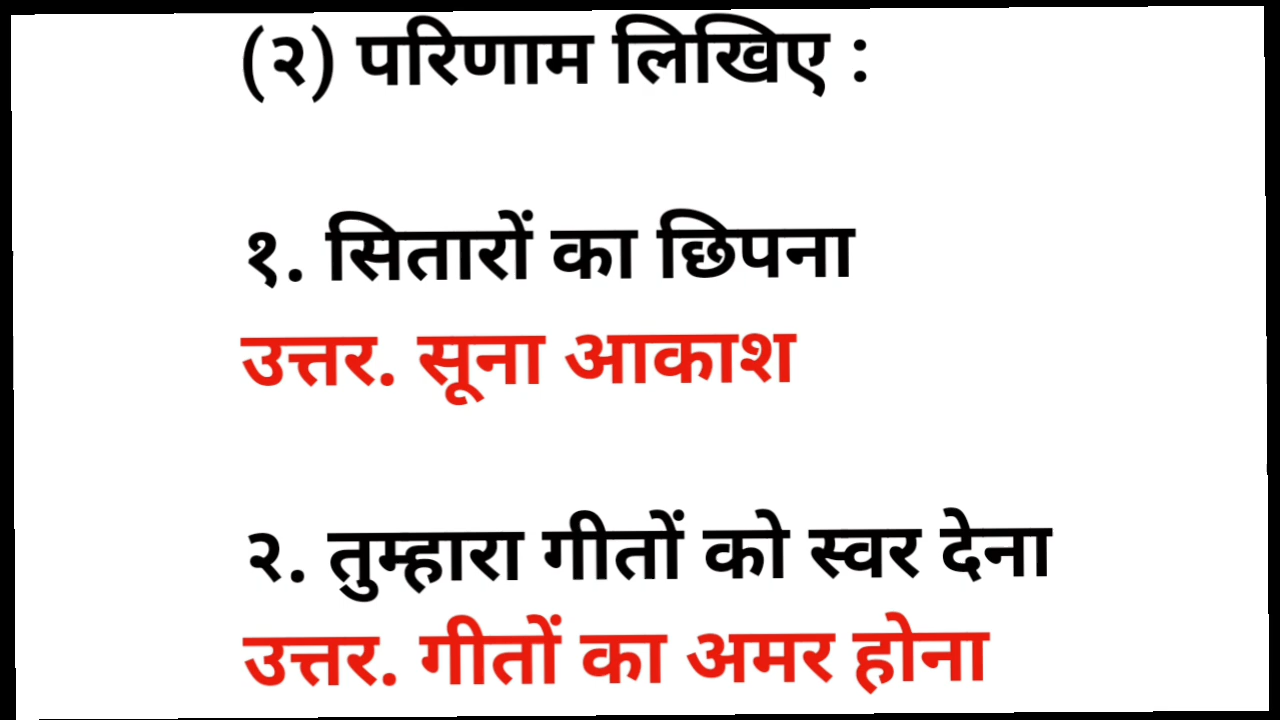 (२) परिणाम लिखिए :
१. सितारों का छिपना
उत्तर. सूना आकाश
२. तुम्हारा गीतों को स्वर देना
उत्तर. गीतों का अमर होना